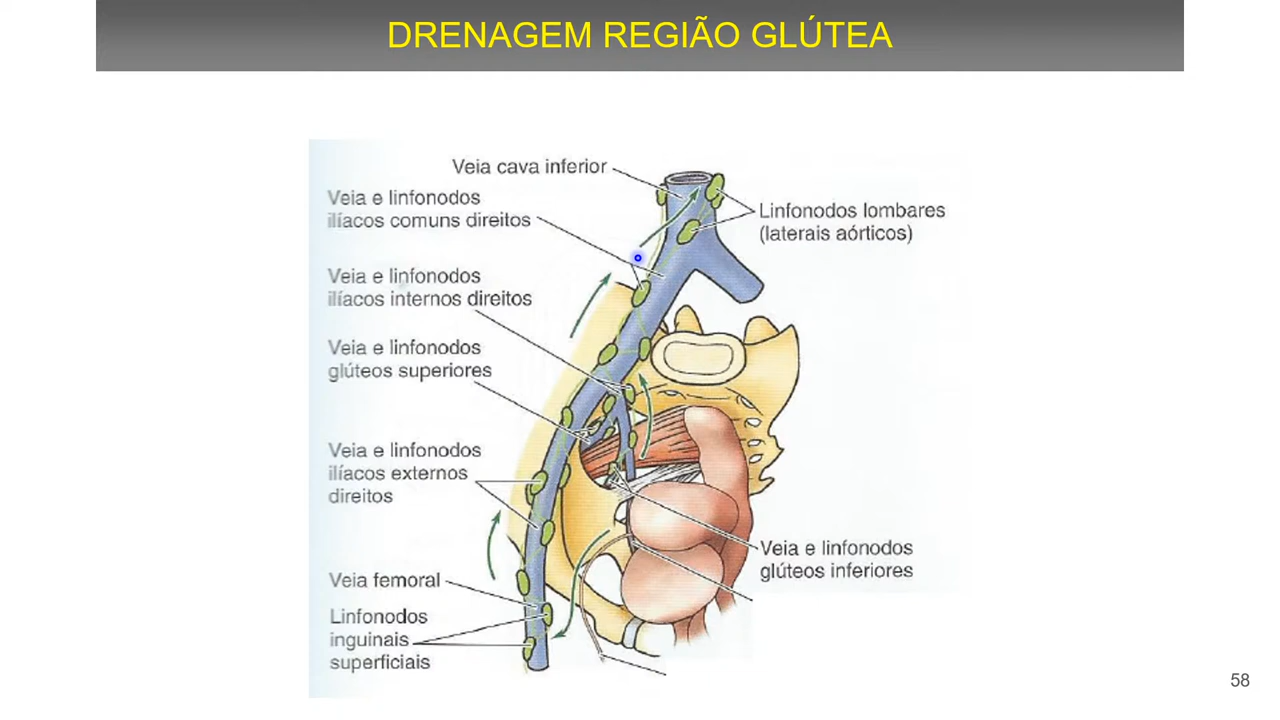 DRENAGEM REGIÃO GLÚTEA
Veia cava inferior
Veia e linfonodos
ilíacos comuns direitos
Linfonodos lombares
(laterais aórticos)
Veia e linfonodos
ilíacos internos direitos
Veia e linfonodos
glúteos superiores
Veia e linfonodos
ilíacos externos
direitos
Veia e linfonodos
glúteos inferiores
Veia femoral
Linfonodos
inguinais
superficiais
58